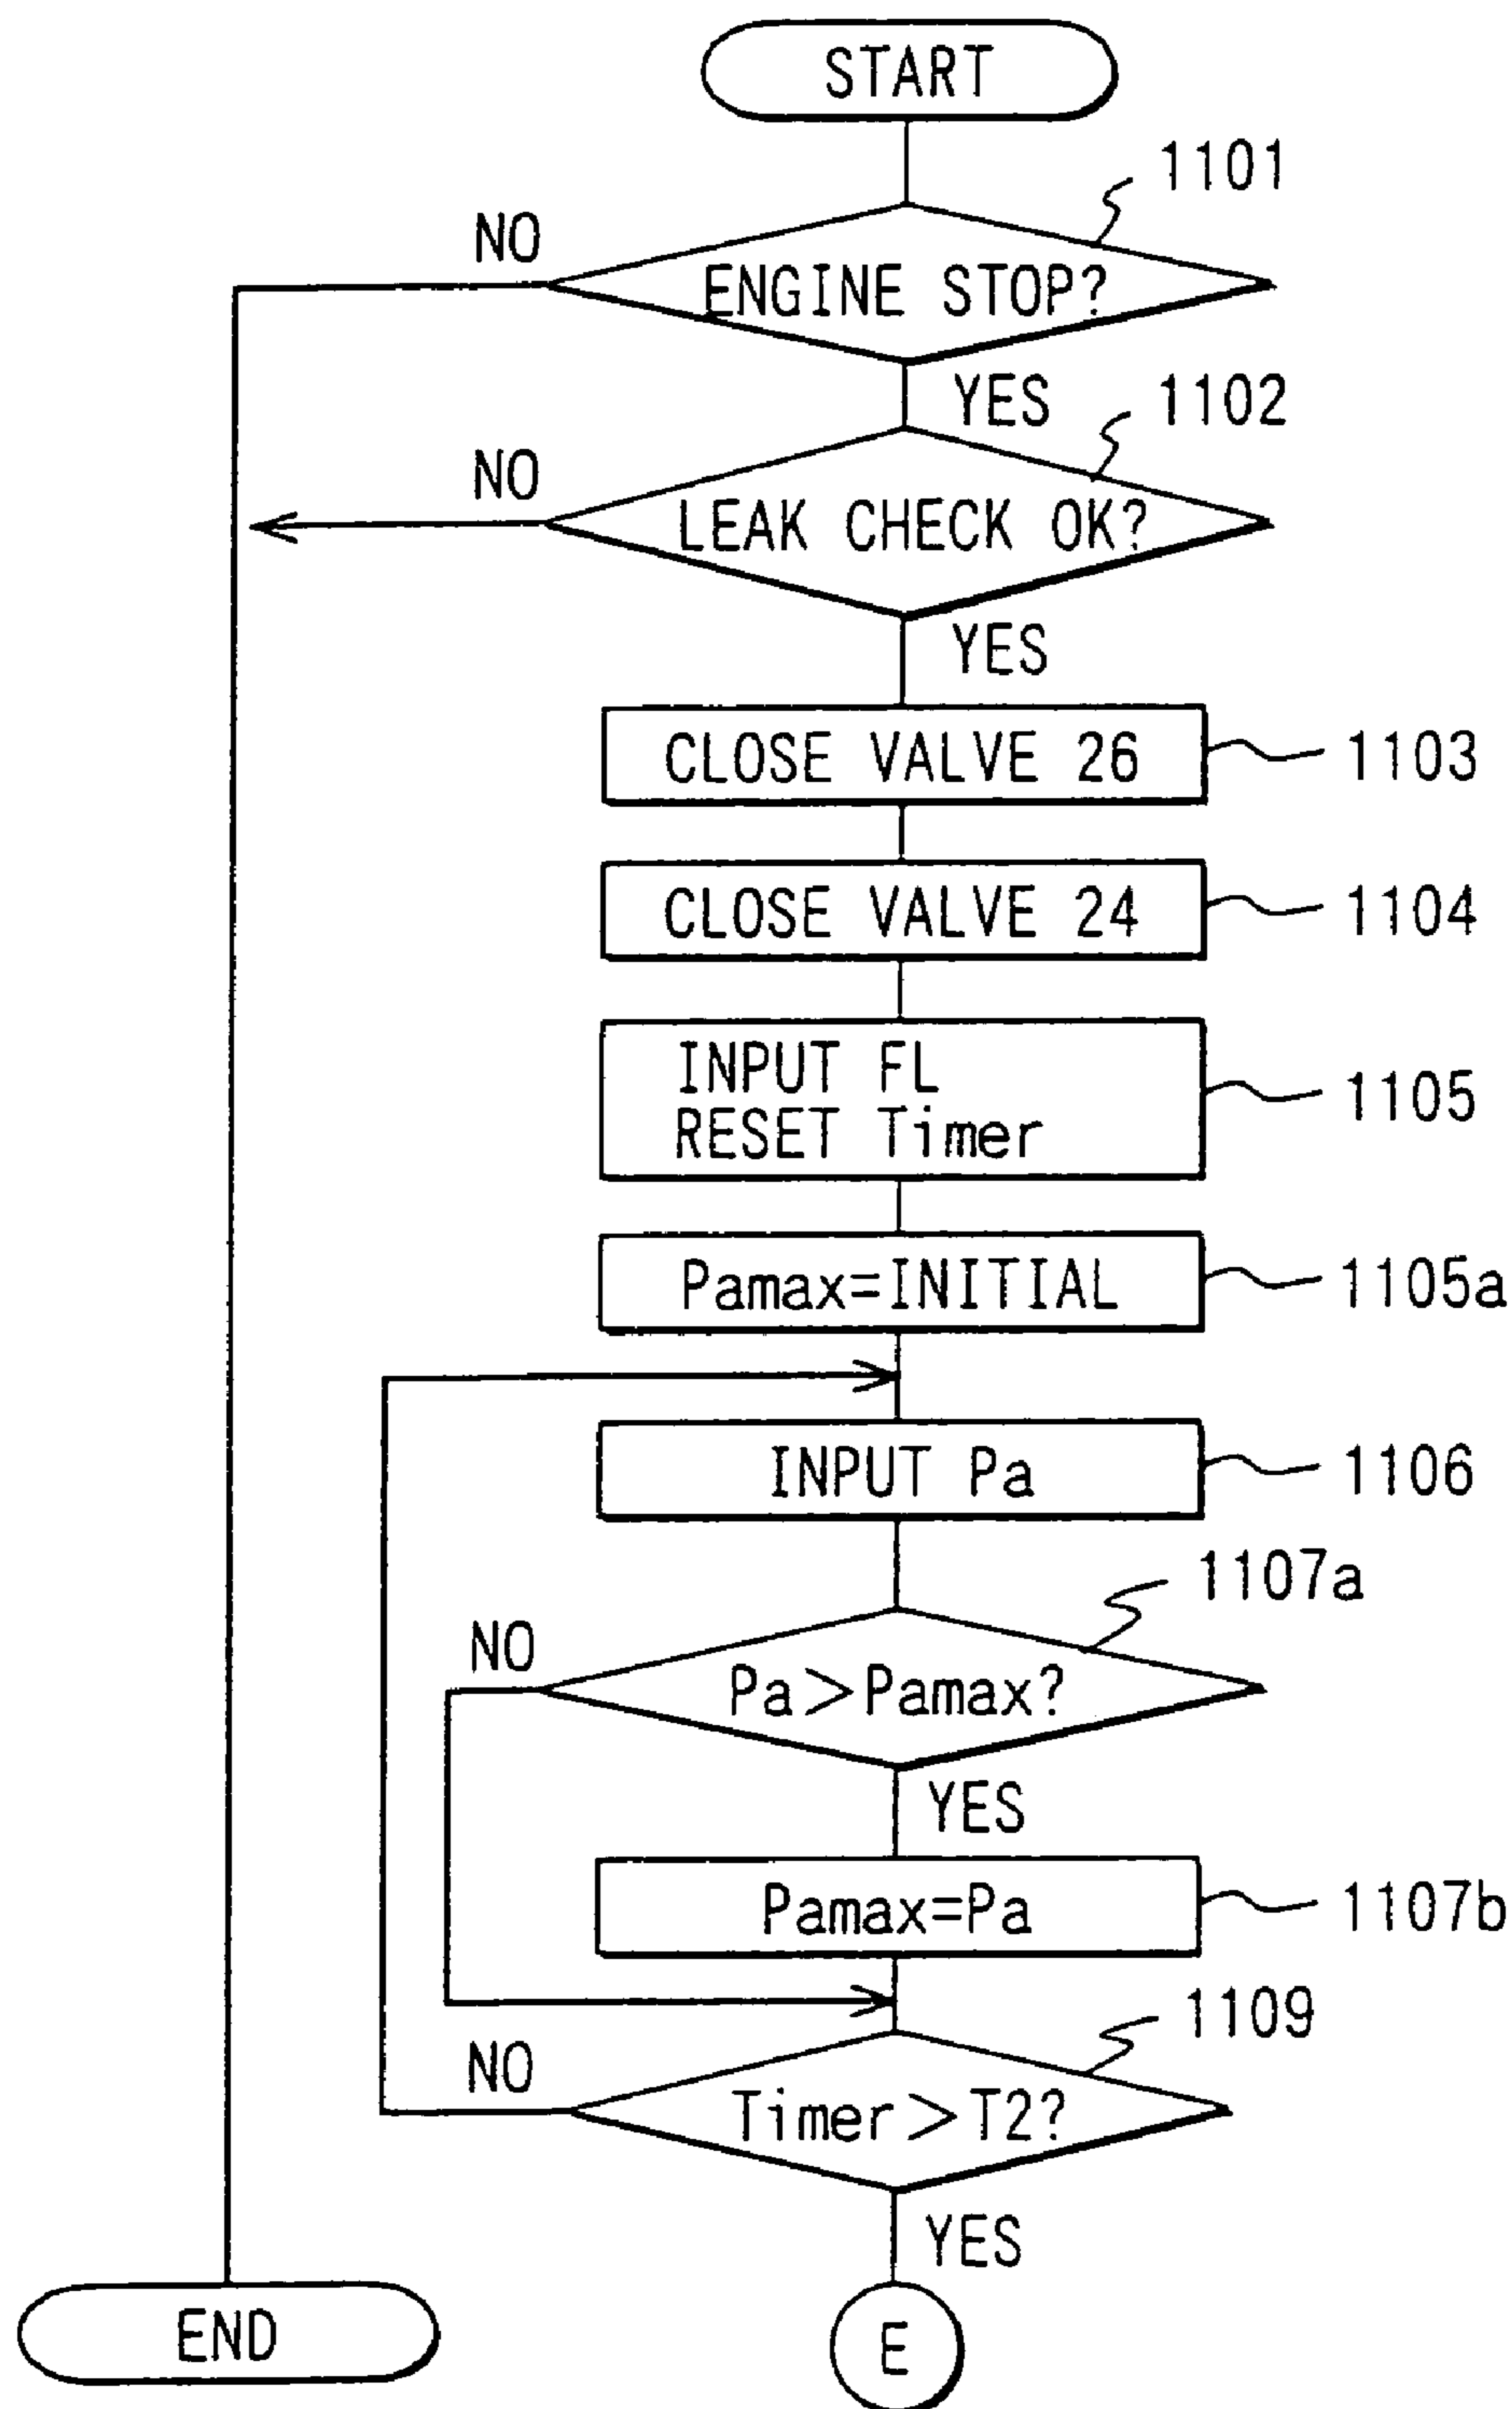 START
1101
NO
ENGINE STOP?
YES
1102
NO
LEAK CHECK OK?
YES
CLOSE VALVE 26
1103
CLOSE VALVE 24
1104
INPUT FL
RESET Timer
1105
Pamax=INITIAL
1105a
INPUT Pa
1106
1107a
NO
Pa>Pamax?
YES
Pamax=Pa
1107b
1109
NO
Timer>T2?
YES
END
E